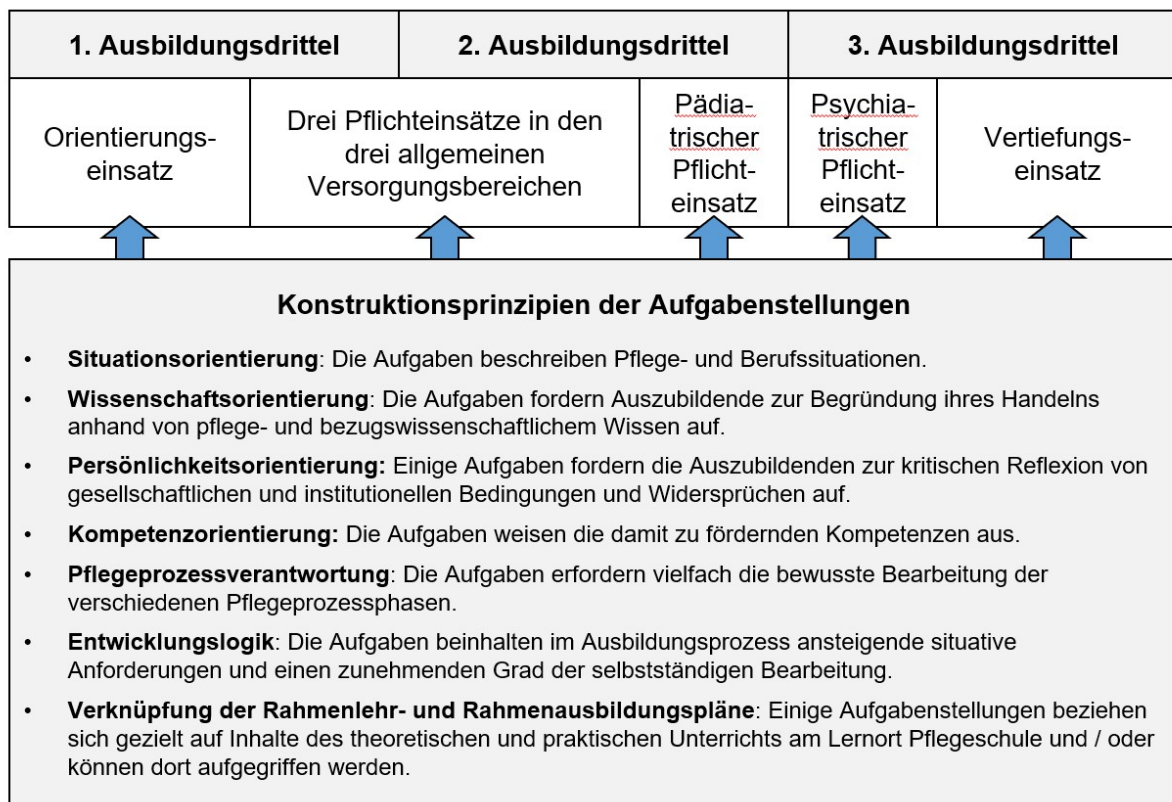 1. Ausbildungsdrittel
2. Ausbildungsdrittel
3. Ausbildungsdrittel
Orientierungs-
einsatz
Drei Pflichteinsätze in den
drei allgemeinen
Versorgungsbereichen
Pädia-
trischer
Pflicht-
einsatz
Psychia-
trischer
Pflicht-
einsatz
Vertiefungs-
einsatz
Konstruktionsprinzipien der Aufgabenstellungen
• Situationsorientierung: Die Aufgaben beschreiben Pflege- und Berufssituationen.
• Wissenschaftsorientierung: Die Aufgaben fordern Auszubildende zur Begründung ihres Handelns
anhand von pflege- und bezugswissenschaftlichem Wissen auf.
• Persönlichkeitsorientierung: Einige Aufgaben fordern die Auszubildenden zur kritischen Reflexion von
gesellschaftlichen und institutionellen Bedingungen und Widersprüchen auf.
• Kompetenzorientierung: Die Aufgaben weisen die damit zu fördernden Kompetenzen aus.
• Pflegeprozessverantwortung: Die Aufgaben erfordern vielfach die bewusste Bearbeitung der
verschiedenen Pflegeprozessphasen.
• Entwicklungslogik: Die Aufgaben beinhalten im Ausbildungsprozess ansteigende situative
Anforderungen und einen zunehmenden Grad der selbstständigen Bearbeitung.
• Verknüpfung der Rahmenlehr- und Rahmenausbildungspläne: Einige Aufgabenstellungen beziehen
sich gezielt auf Inhalte des theoretischen und praktischen Unterrichts am Lernort Pflegeschule und / oder
können dort aufgegriffen werden.